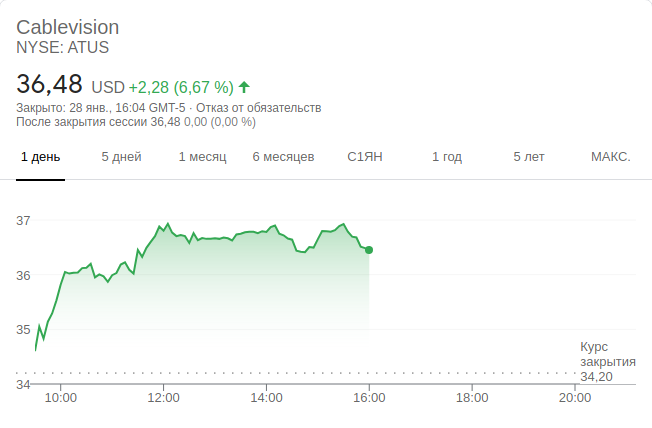 Cablevision
NYSE: ATUS
36,48 USD +2,28 (6,67 %)
Закрыто: 28 янв., 16:04 GMT-5 · Отказ от обязательств
После закрытия сессии 36,48 0,00 (0,00 %)
1 день 5 дней 1 месяц 6 месяцев С1ЯН 1 год 5 лет МАКС.
37
36
35
Курс
закрытия
34,20
34
10:00 12:00 14:00 16:00 18:00 20:00